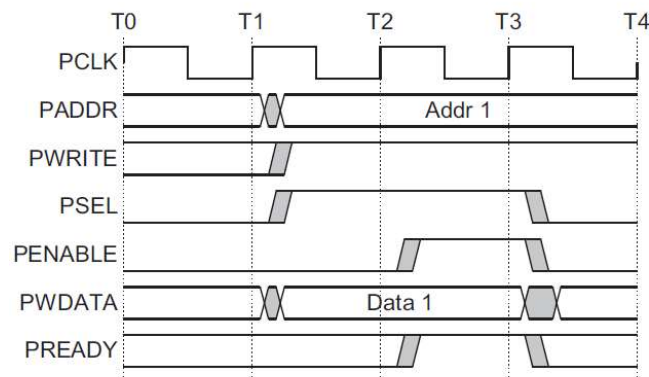 T0 T1 T2 T3 T4
PCLK
PADDR Addr 1
PWRITE
PSEL
PENABLE
PWDATA Data 1
PREADY